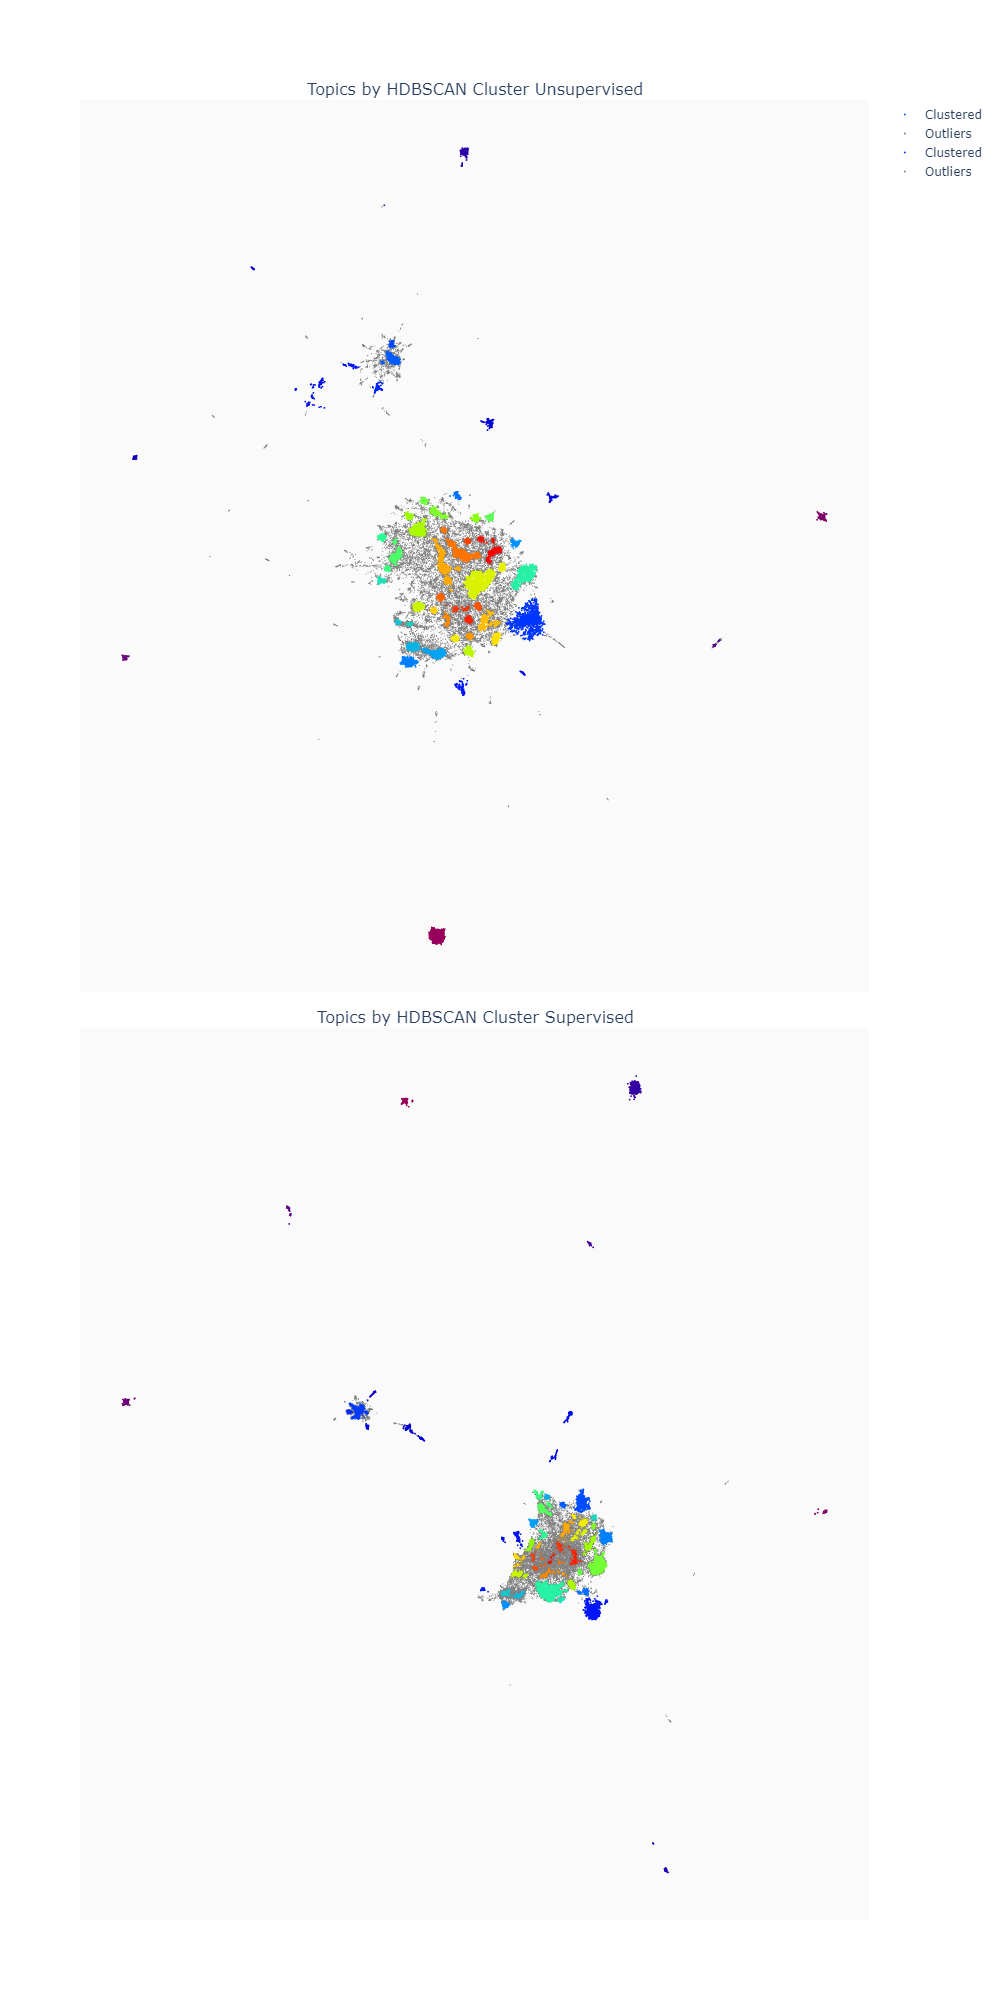 Topics by HDBSCAN Cluster Unsupervised
Clustered
Outliers
Clustered
Outliers
Topics by HDBSCAN Cluster Supervised